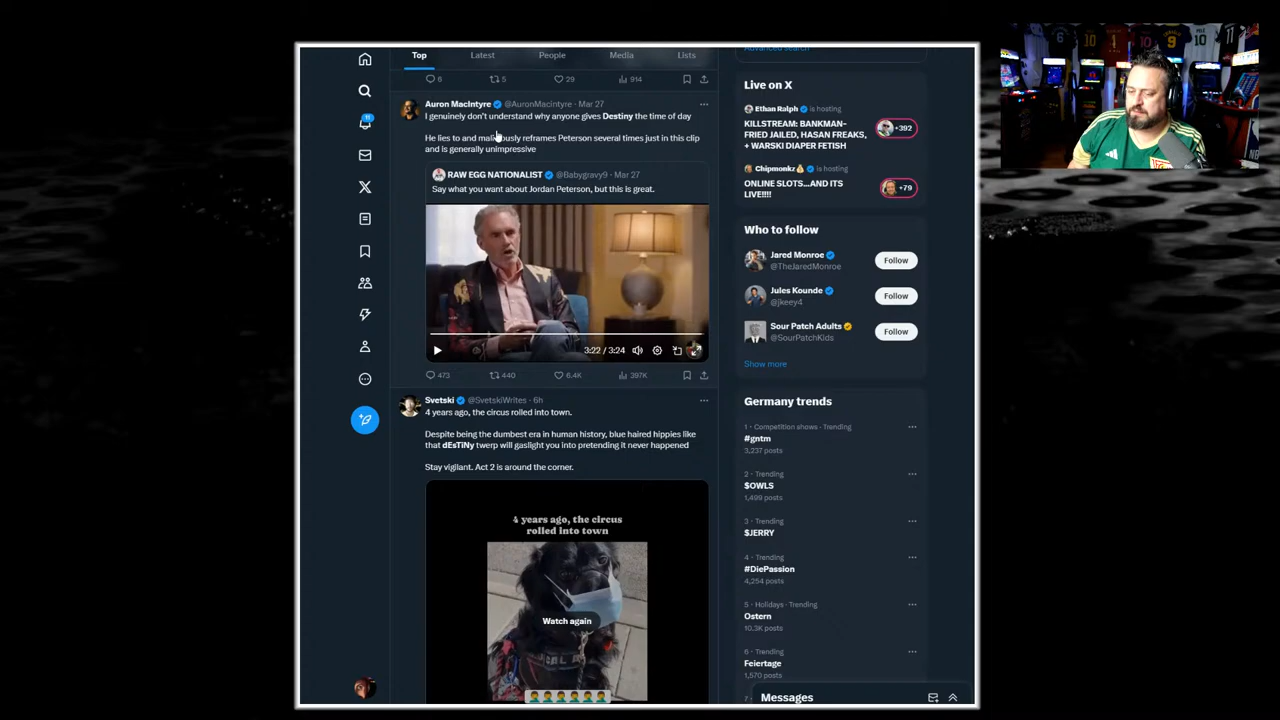 Top
Latest
People
Media
Lists
6
5
29
914
Auron MacIntyre @AuronMacIntyre · Mar 27
I genuinely don't understand why anyone gives Destiny the time of day
He lies to and maliciously reframes Peterson several times just in this clip
and is generally unimpressive
RAW EGG NATIONALIST @Babygravy9 · Mar 27
Say what you want about Jordan Peterson, but this is great.
3:22 / 3:24
473
440
6.4K
397K
Svetski @SvetskiWrites · 6h
4 years ago, the circus rolled into town.
Despite being the dumbest era in human history, blue haired hippies like
that dEsTiNy twerp will gaslight you into pretending it never happened
Stay vigilant. Act 2 is around the corner.
4 years ago, the circus
rolled into town
Watch again
Advanced search
Live on X
Ethan Ralph is hosting
KILLSTREAM: BANKMAN-
FRIED JAILED, HASAN FREAKS,
+ WARSKI DIAPER FETISH
+392
Chipmonkz is hosting
ONLINE SLOTS...AND ITS
LIVE!!!!
+79
Who to follow
Jared Monroe
@TheJaredMonroe
Follow
Jules Kounde
@jkeey4
Follow
Sour Patch Adults
@SourPatchKids
Follow
Show more
Germany trends
1 · Competition shows · Trending
#gntm
3,237 posts
2 · Trending
$OWLS
1,499 posts
3 · Trending
$JERRY
4 · Trending
#DiePassion
4,254 posts
5 · Holidays · Trending
Ostern
10.3K posts
6 · Trending
Feiertage
1,570 posts
Messages